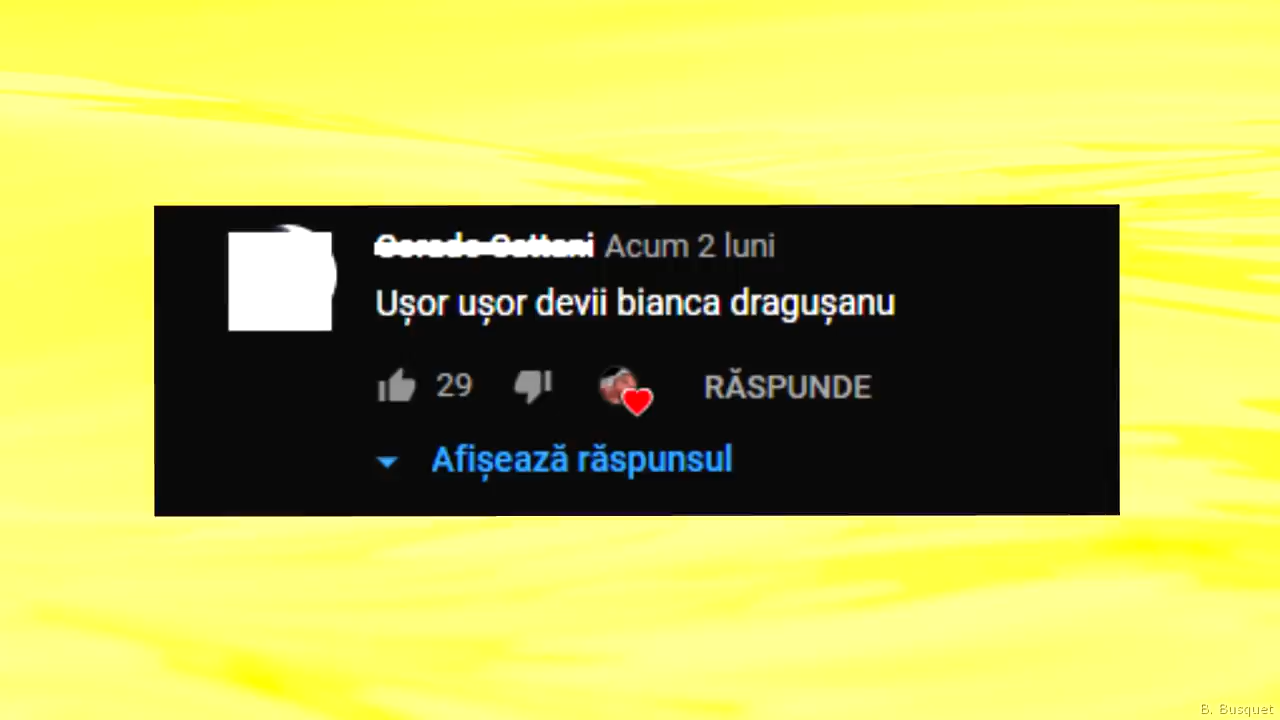 Acum 2 luni
Ușor ușor devii bianca dragușanu
29
RĂSPUNDE
Afișează răspunsul
B. Busquet